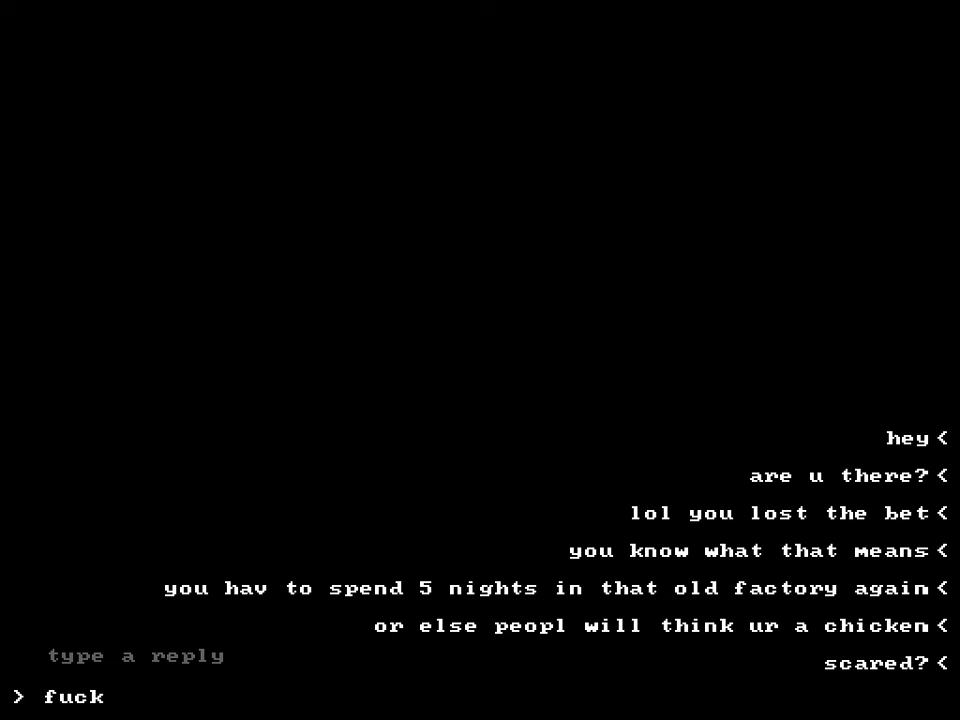 hey <
are u there? <
lol you lost the bet <
you know what that means <
you hav to spend 5 nights in that old factory again <
or else peopl will think ur a chicken <
type a reply
scared? <
> fuck